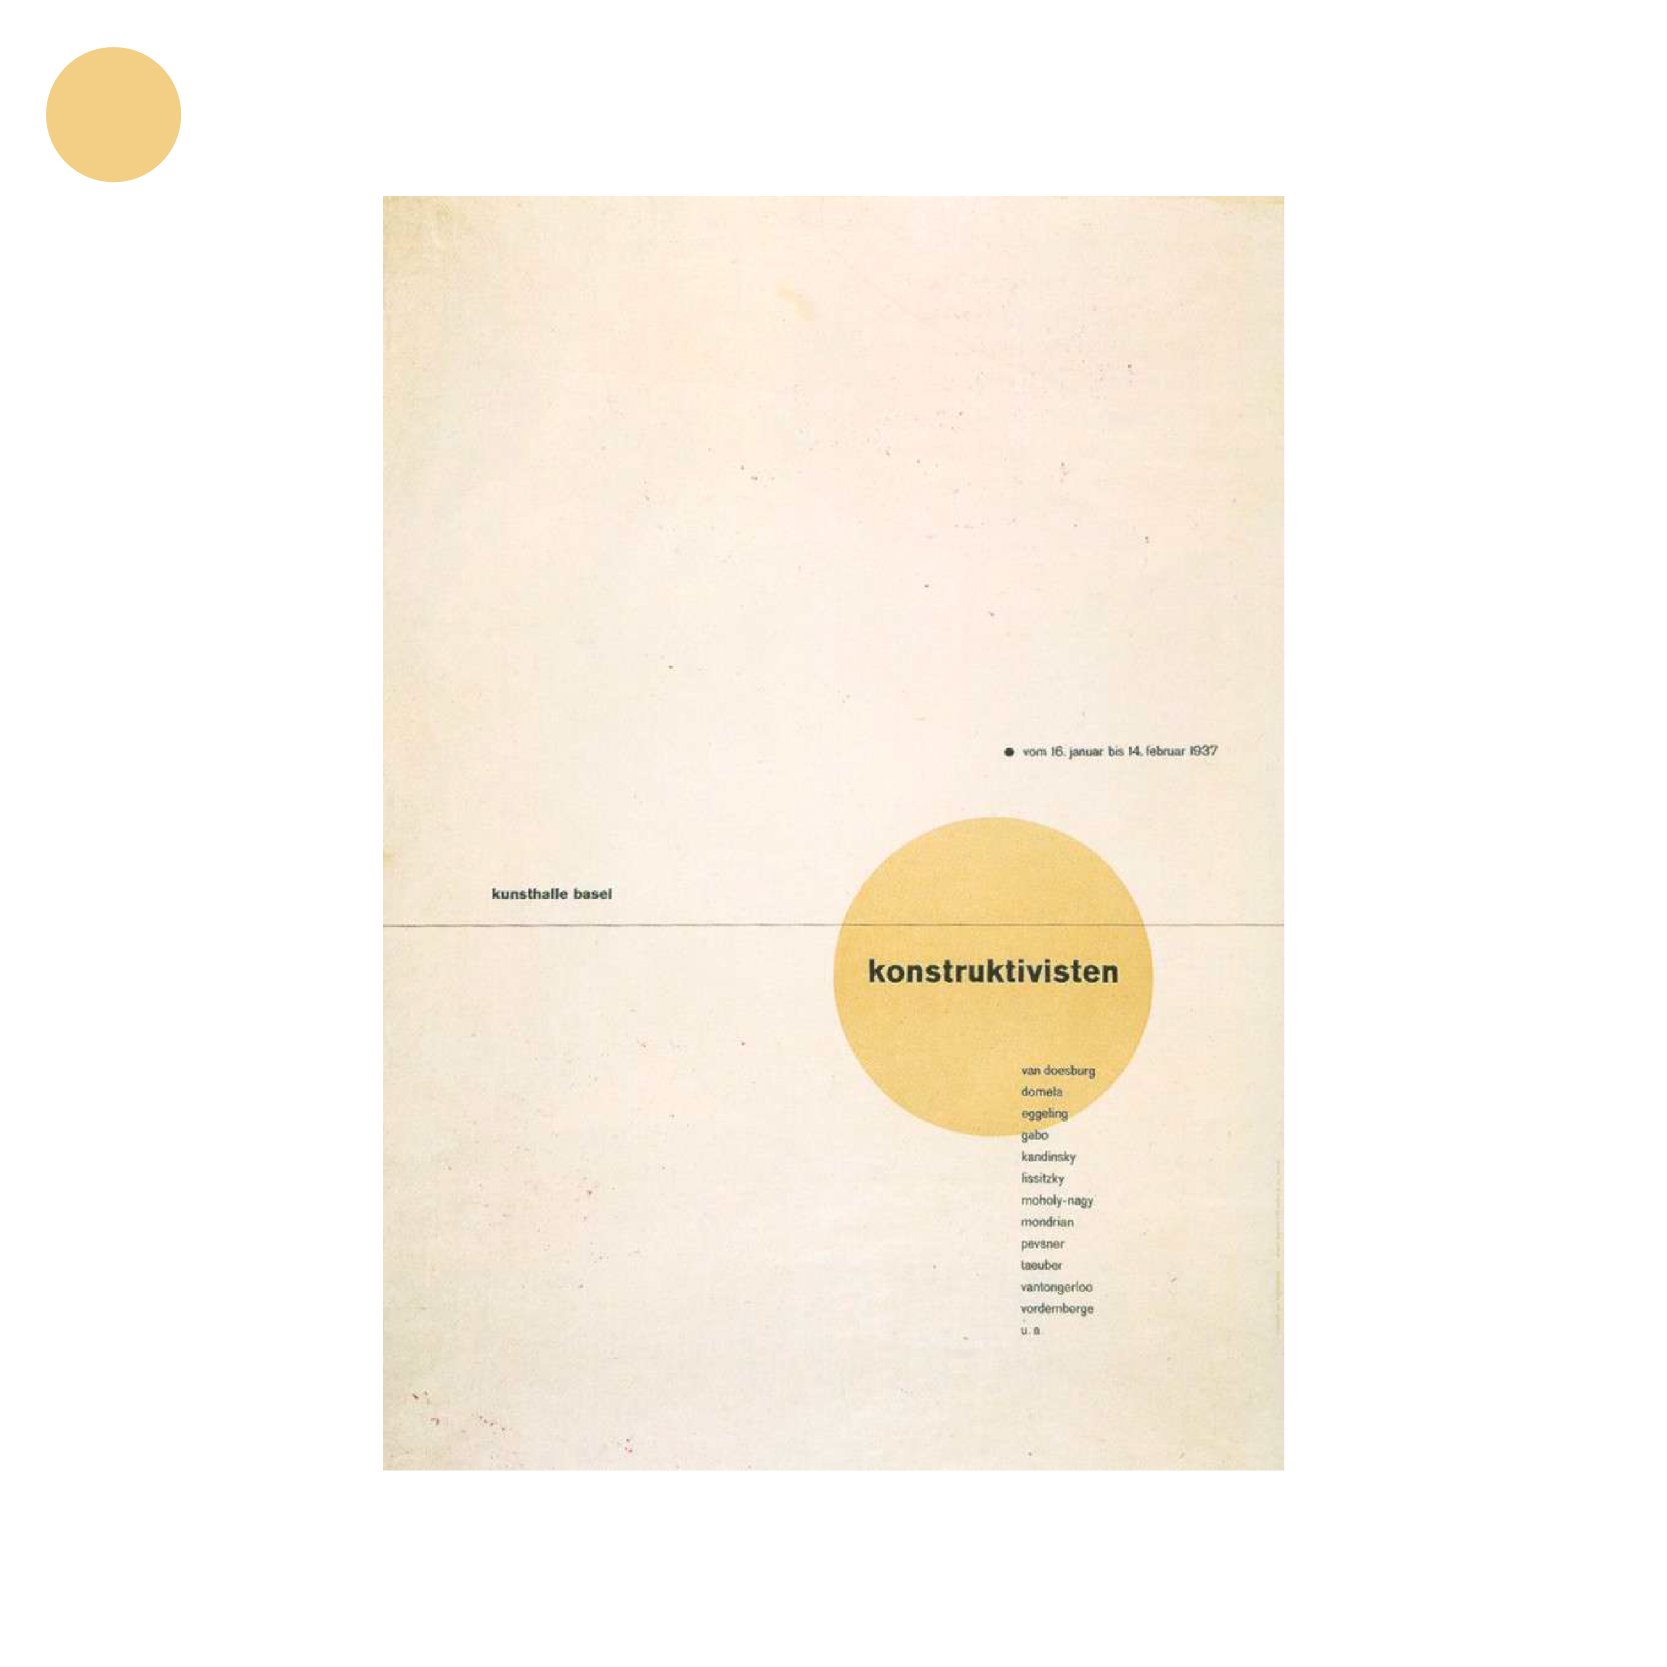 vom 16. januar bis 14. februar 1937
kunsthalle basel
konstruktivisten
van doesburg
domela
eggeling
gabo
kandinsky
lissitzky
moholy-nagy
mondrian
pevsner
taeuber
vantongerloo
vordemberge
u. a.